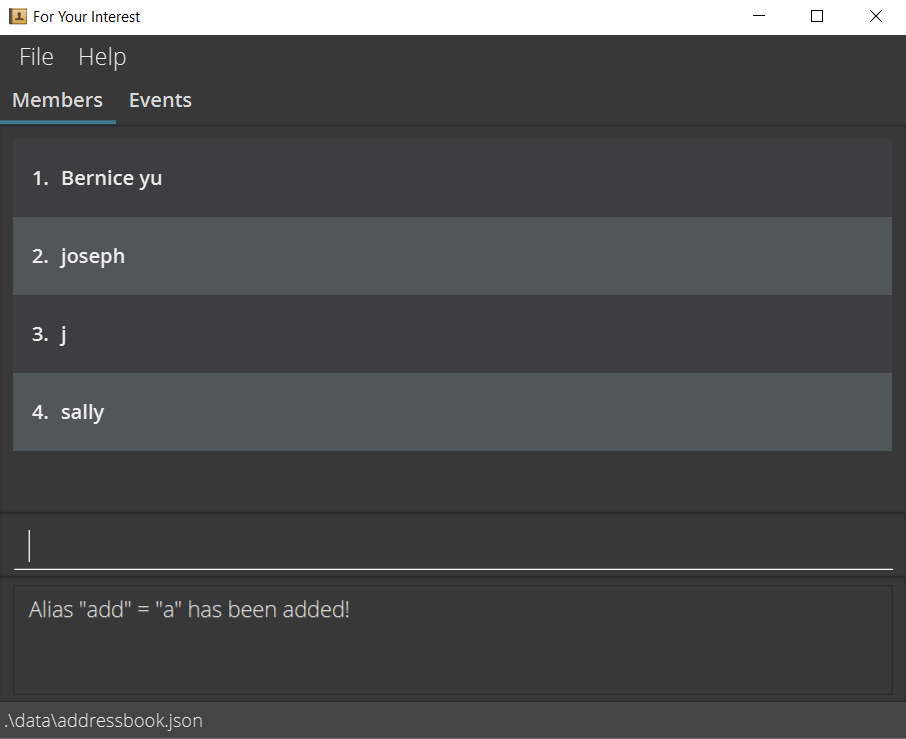 For Your Interest
File Help
Members Events
1. Bernice yu
2. joseph
3. j
4. sally
Alias "add" = "a" has been added!
.\data\addressbook.json